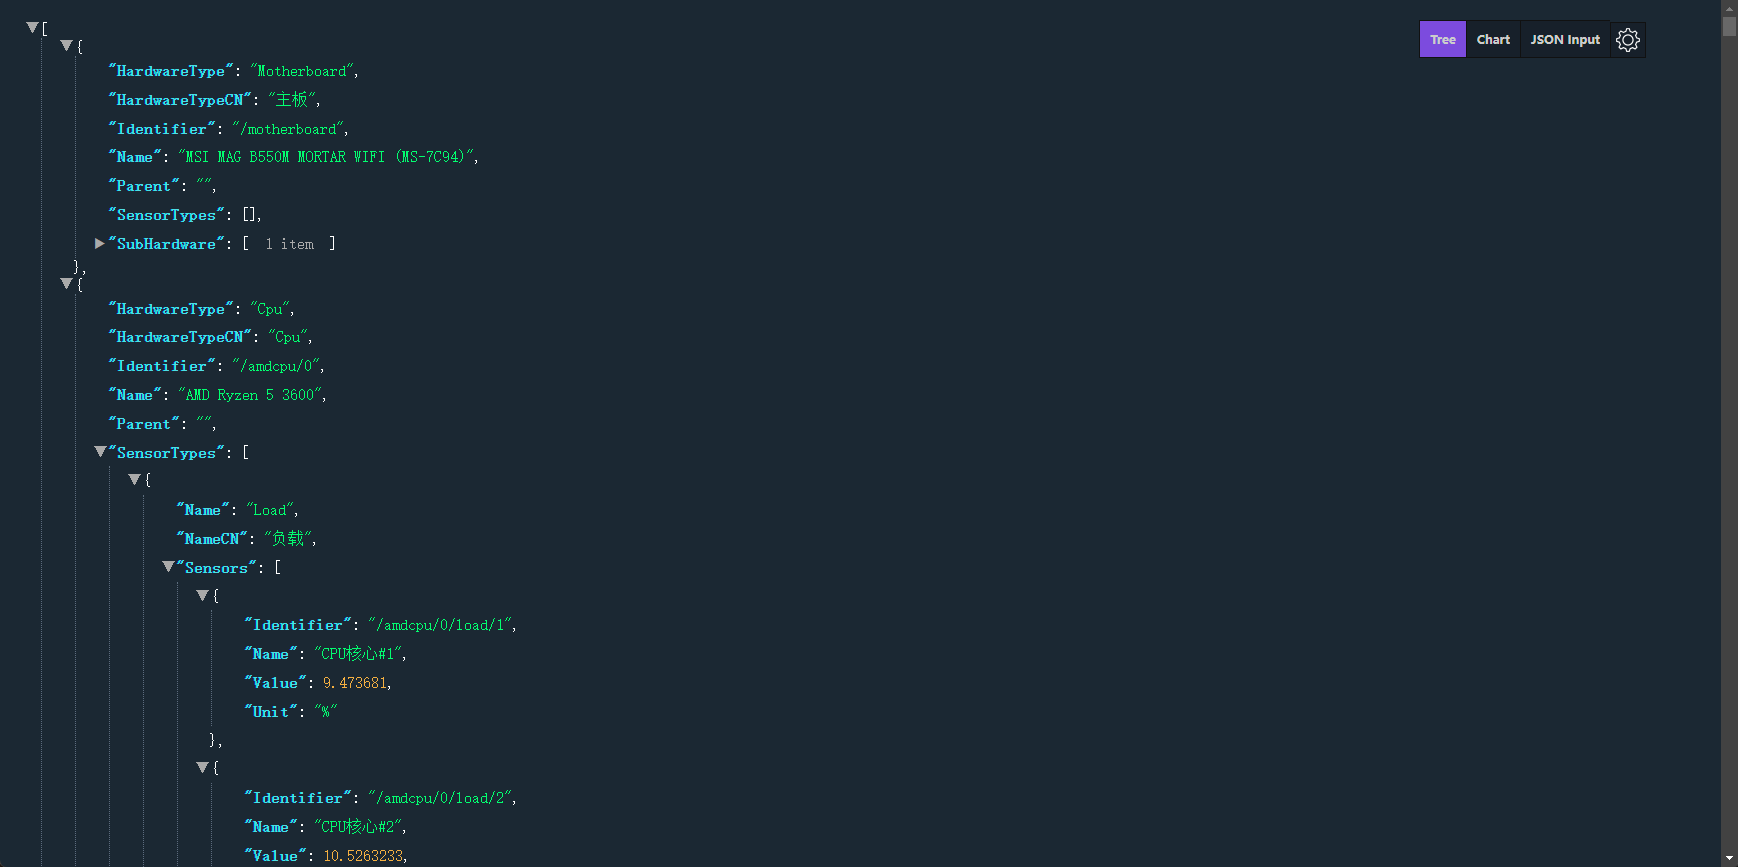 [
{
"HardwareType": "Motherboard",
"HardwareTypeCN": "主板",
"Identifier": "/motherboard",
"Name": "MSI MAG B550M MORTAR WIFI (MS-7C94)",
"Parent": "",
"SensorTypes": [],
"SubHardware": [ 1 item ]
},
{
"HardwareType": "Cpu",
"HardwareTypeCN": "Cpu",
"Identifier": "/amdcpu/0",
"Name": "AMD Ryzen 5 3600",
"Parent": "",
"SensorTypes": [
{
"Name": "Load",
"NameCN": "负载",
"Sensors": [
{
"Identifier": "/amdcpu/0/load/1",
"Name": "CPU核心#1",
"Value": 9.473681,
"Unit": "%"
},
{
"Identifier": "/amdcpu/0/load/2",
"Name": "CPU核心#2",
"Value": 10.5263233,
Tree Chart JSON Input